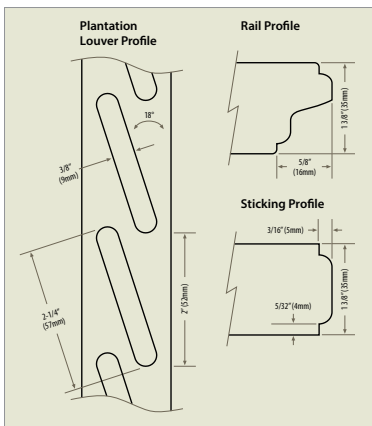 Plantation
Louver Profile
18°
3/8"
(9mm)
2-1/4"
(57mm)
2" (52mm)
Rail Profile
1 3/8" (35mm)
5/8"
(16mm)
Sticking Profile
3/16" (5mm)
5/32" (4mm)
1 3/8" (35mm)